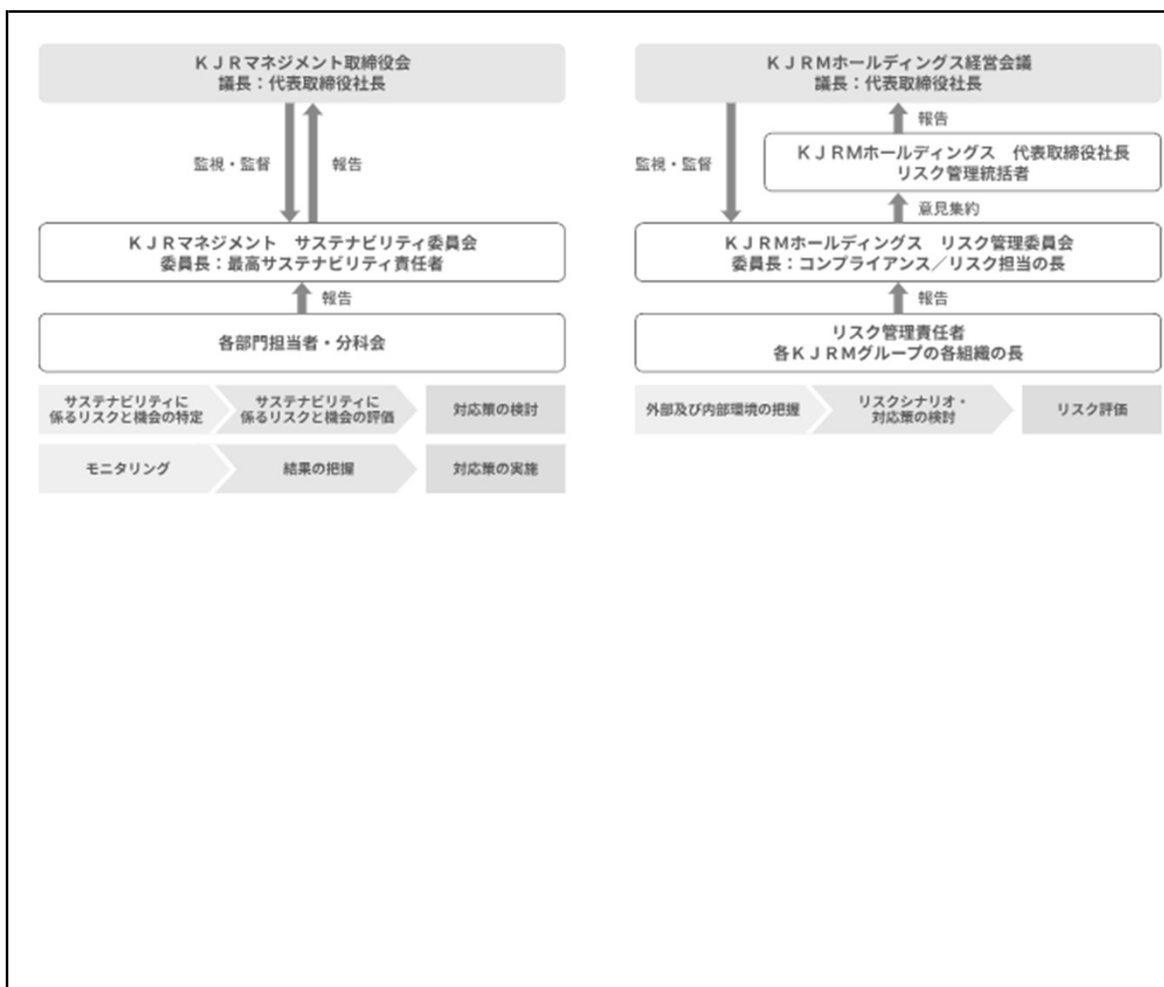 KJRマネジメント取締役会
議長：代表取締役社長
監視・監督
報告
KJRマネジメント　サステナビリティ委員会
委員長：最高サステナビリティ責任者
報告
各部門担当者・分科会
サステナビリティに
係るリスクと機会の特定
サステナビリティに
係るリスクと機会の評価
対応策の検討
モニタリング
結果の把握
対応策の実施
KJRMホールディングス経営会議
議長：代表取締役社長
報告
KJRMホールディングス　代表取締役社長
リスク管理統括者
監視・監督
意見集約
KJRMホールディングス　リスク管理委員会
委員長：コンプライアンス／リスク担当の長
報告
リスク管理責任者
各KJRMグループの各組織の長
外部及び内部環境の把握
リスクシナリオ・
対応策の検討
リスク評価